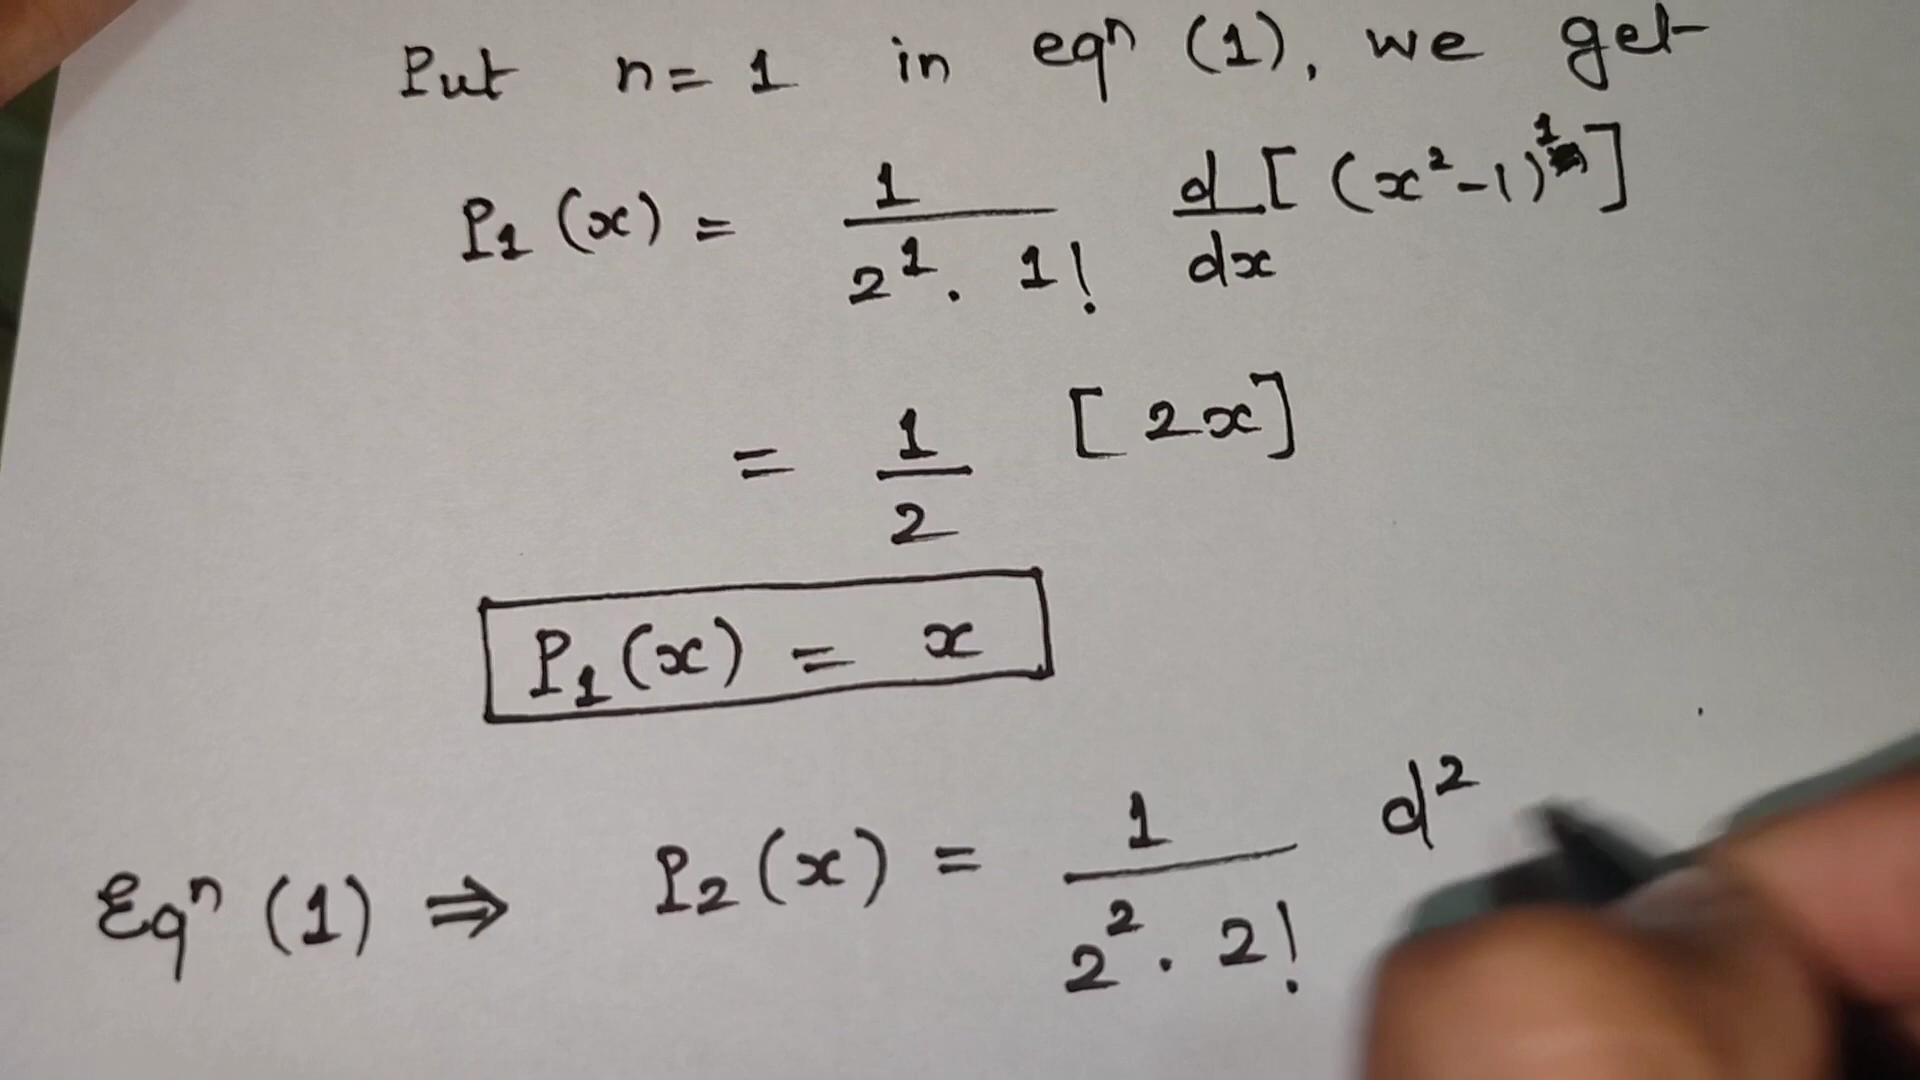 Put n = 1 in eqⁿ (1), we get
P₁(x) = 1/(2¹ . 1!) d/dx [(x²-1)¹]
= 1/2 [2x]
P₁(x) = x
Eqⁿ (1) ⇒ P₂(x) = 1/(2² . 2!) d²